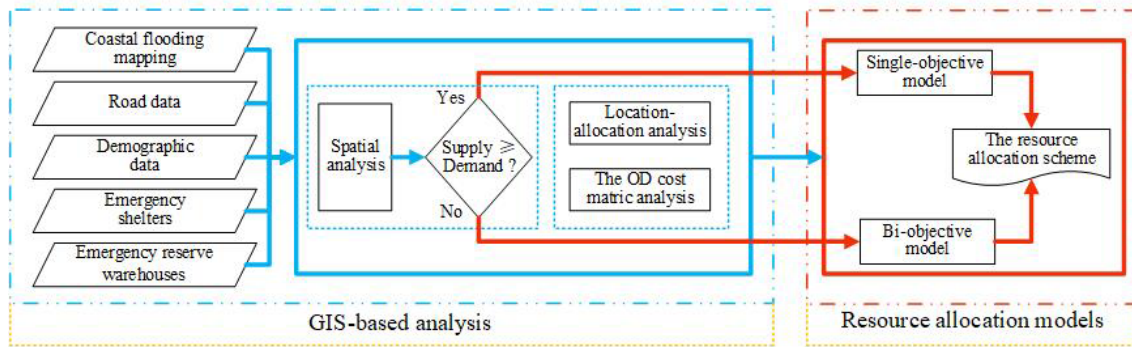 Coastal flooding
mapping
Road data
Demographic
data
Emergency
shelters
Emergency reserve
warehouses
Spatial
analysis
Yes
Supply ≥
Demand ?
No
Location-
allocation analysis
The OD cost
matric analysis
Single-objective
model
The resource
allocation scheme
Bi-objective
model
GIS-based analysis
Resource allocation models